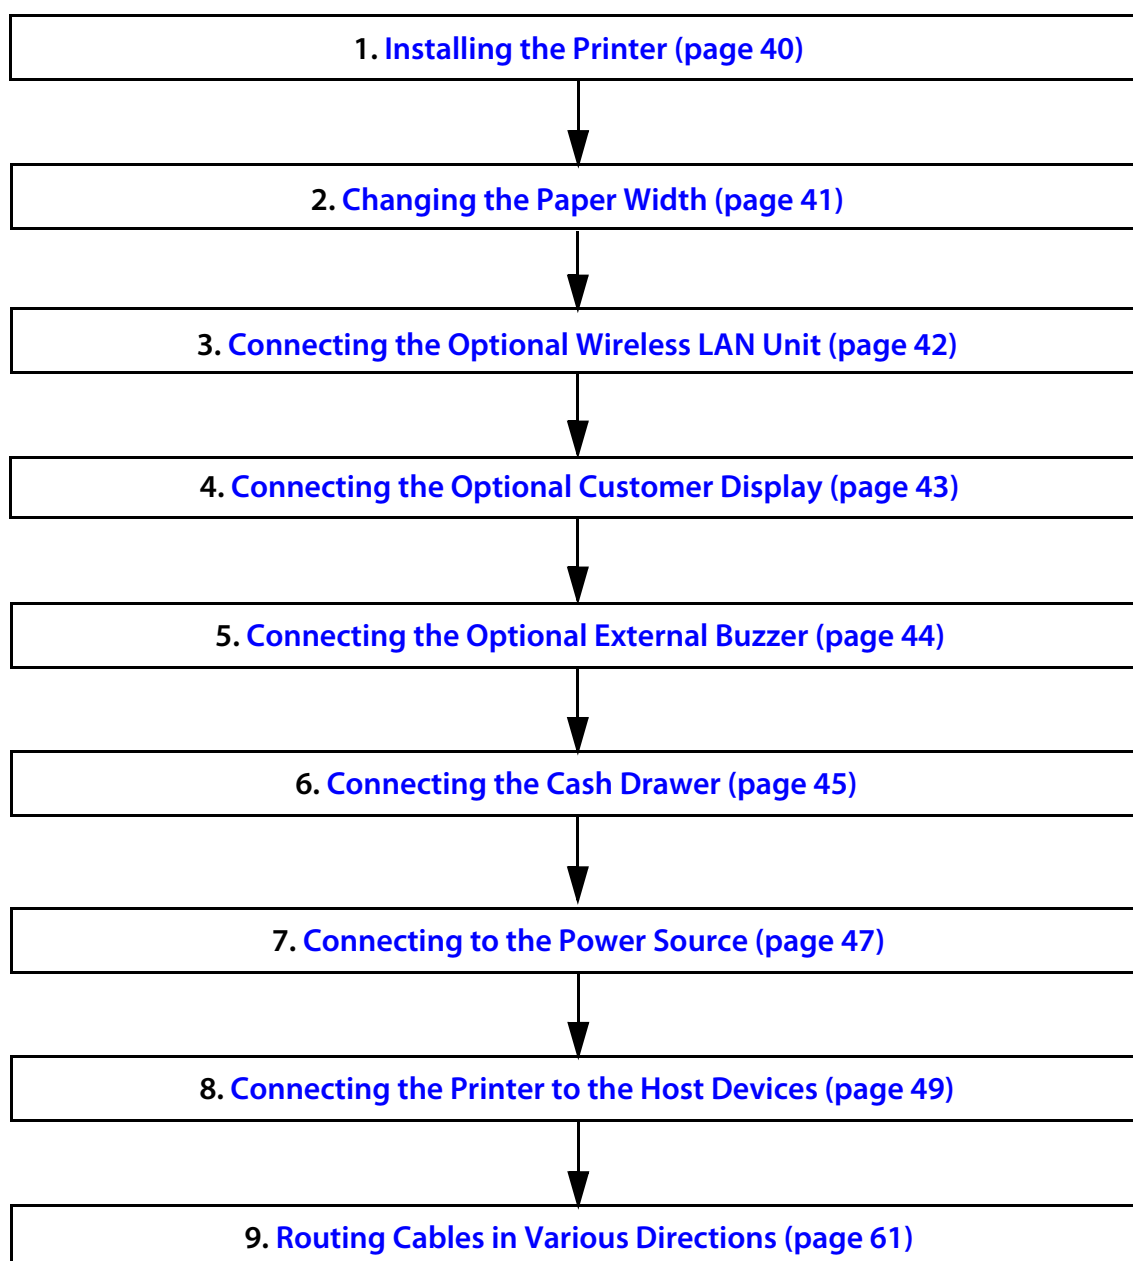 1. Installing the Printer (page 40)
2. Changing the Paper Width (page 41)
3. Connecting the Optional Wireless LAN Unit (page 42)
4. Connecting the Optional Customer Display (page 43)
5. Connecting the Optional External Buzzer (page 44)
6. Connecting the Cash Drawer (page 45)
7. Connecting to the Power Source (page 47)
8. Connecting the Printer to the Host Devices (page 49)
9. Routing Cables in Various Directions (page 61)